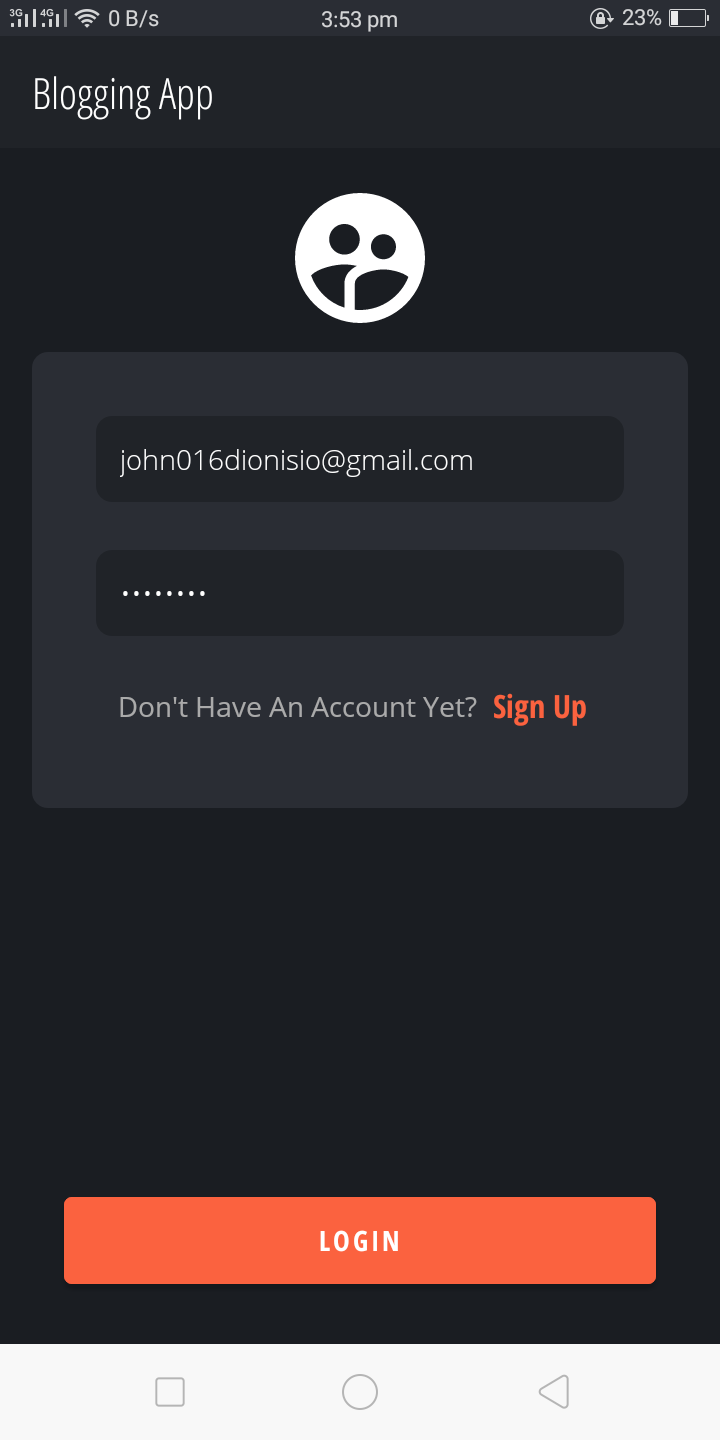 3G 4G 0 B/s 3:53 pm 23%
Blogging App
john016dionisio@gmail.com
••••••••
Don't Have An Account Yet? Sign Up
LOGIN